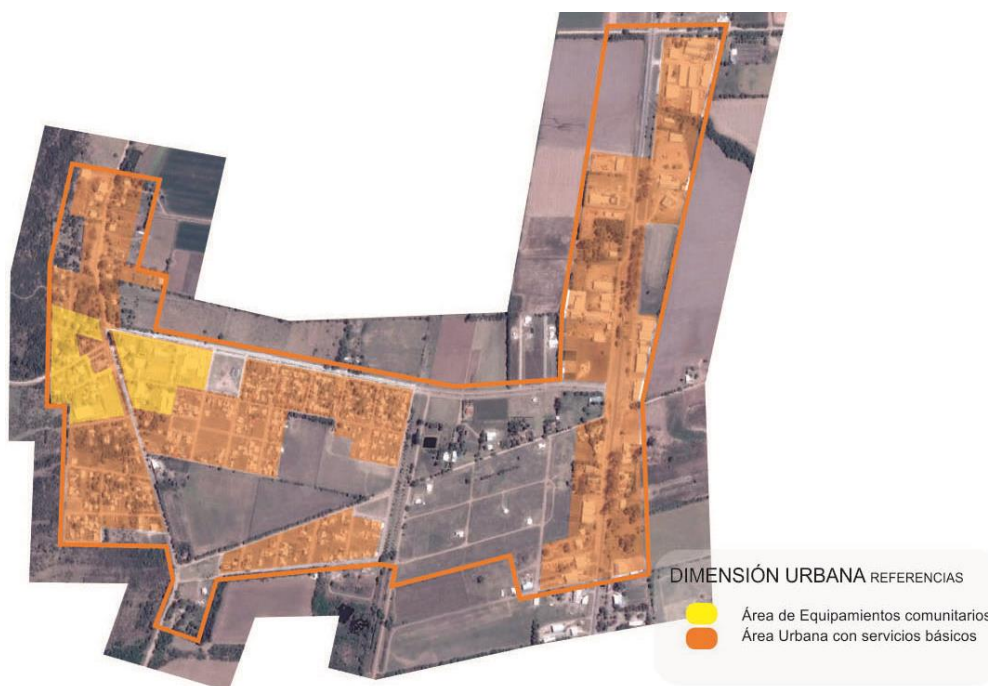 DIMENSIÓN URBANA REFERENCIAS
Área de Equipamientos comunitarios
Área Urbana con servicios básicos